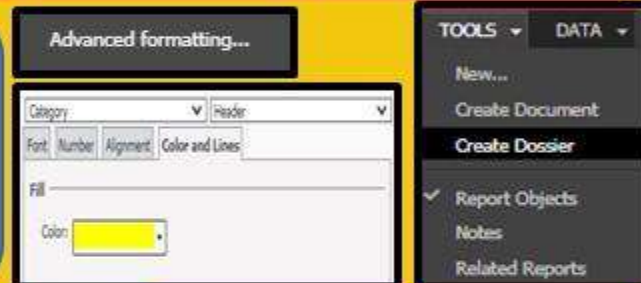 Advanced formatting...
Category Header
Font Number Alignment Color and Lines
Fill
Color:
TOOLS DATA
New...
Create Document
Create Dossier
Report Objects
Notes
Related Reports